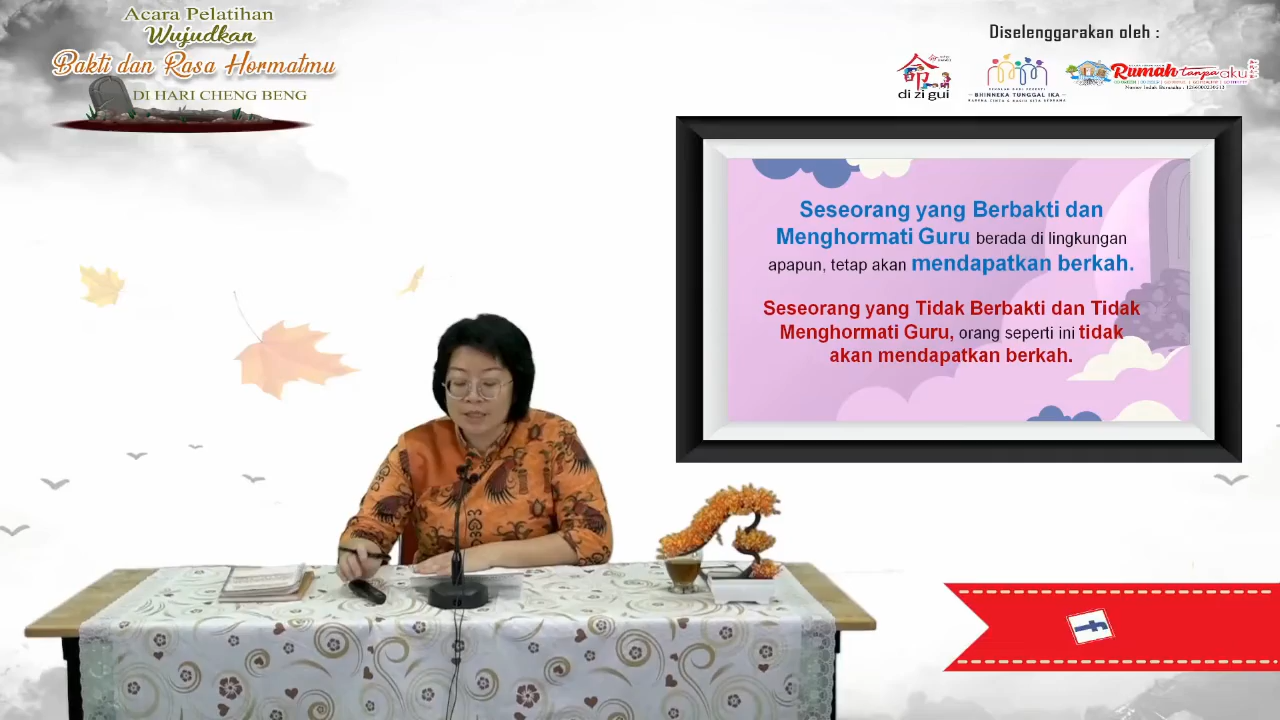 Acara Pelatihan
Wujudkan
Bakti dan Rasa Hormatmu
DI HARI CHENG BENG
Diselenggarakan oleh :
di zi gui
BHINNEKA TUNGGAL IKA
Rumah tanpa aku
Seseorang yang Berbakti dan
Menghormati Guru berada di lingkungan
apapun, tetap akan mendapatkan berkah.
Seseorang yang Tidak Berbakti dan Tidak
Menghormati Guru, orang seperti ini tidak
akan mendapatkan berkah.